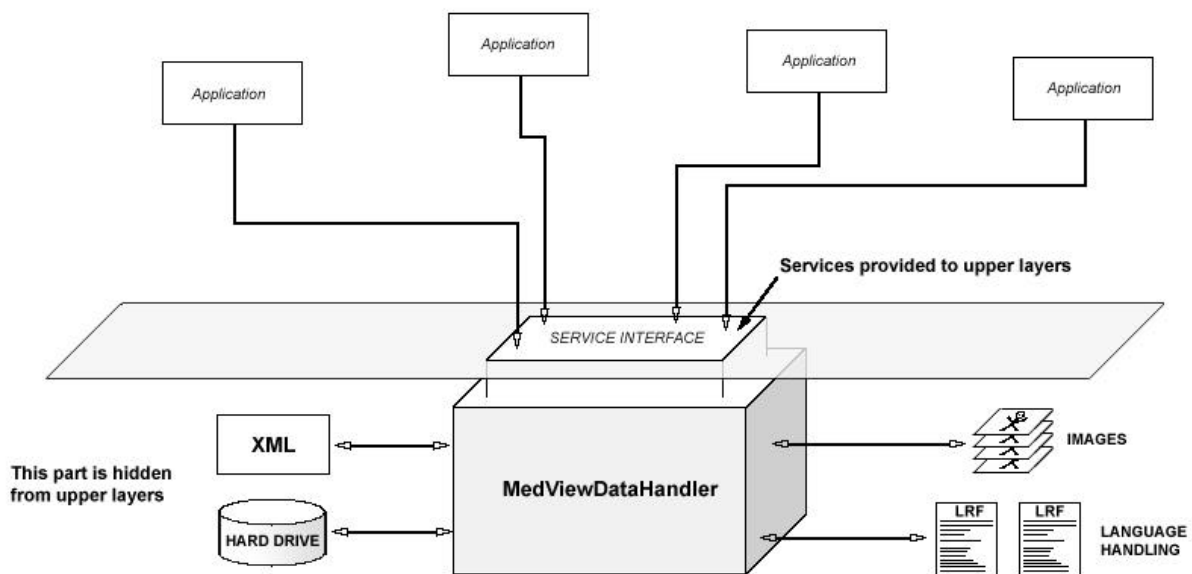 Application
Application
Application
Application
Services provided to upper layers
SERVICE INTERFACE
XML
IMAGES
This part is hidden
from upper layers
MedViewDataHandler
HARD DRIVE
LRF
LRF
LANGUAGE
HANDLING